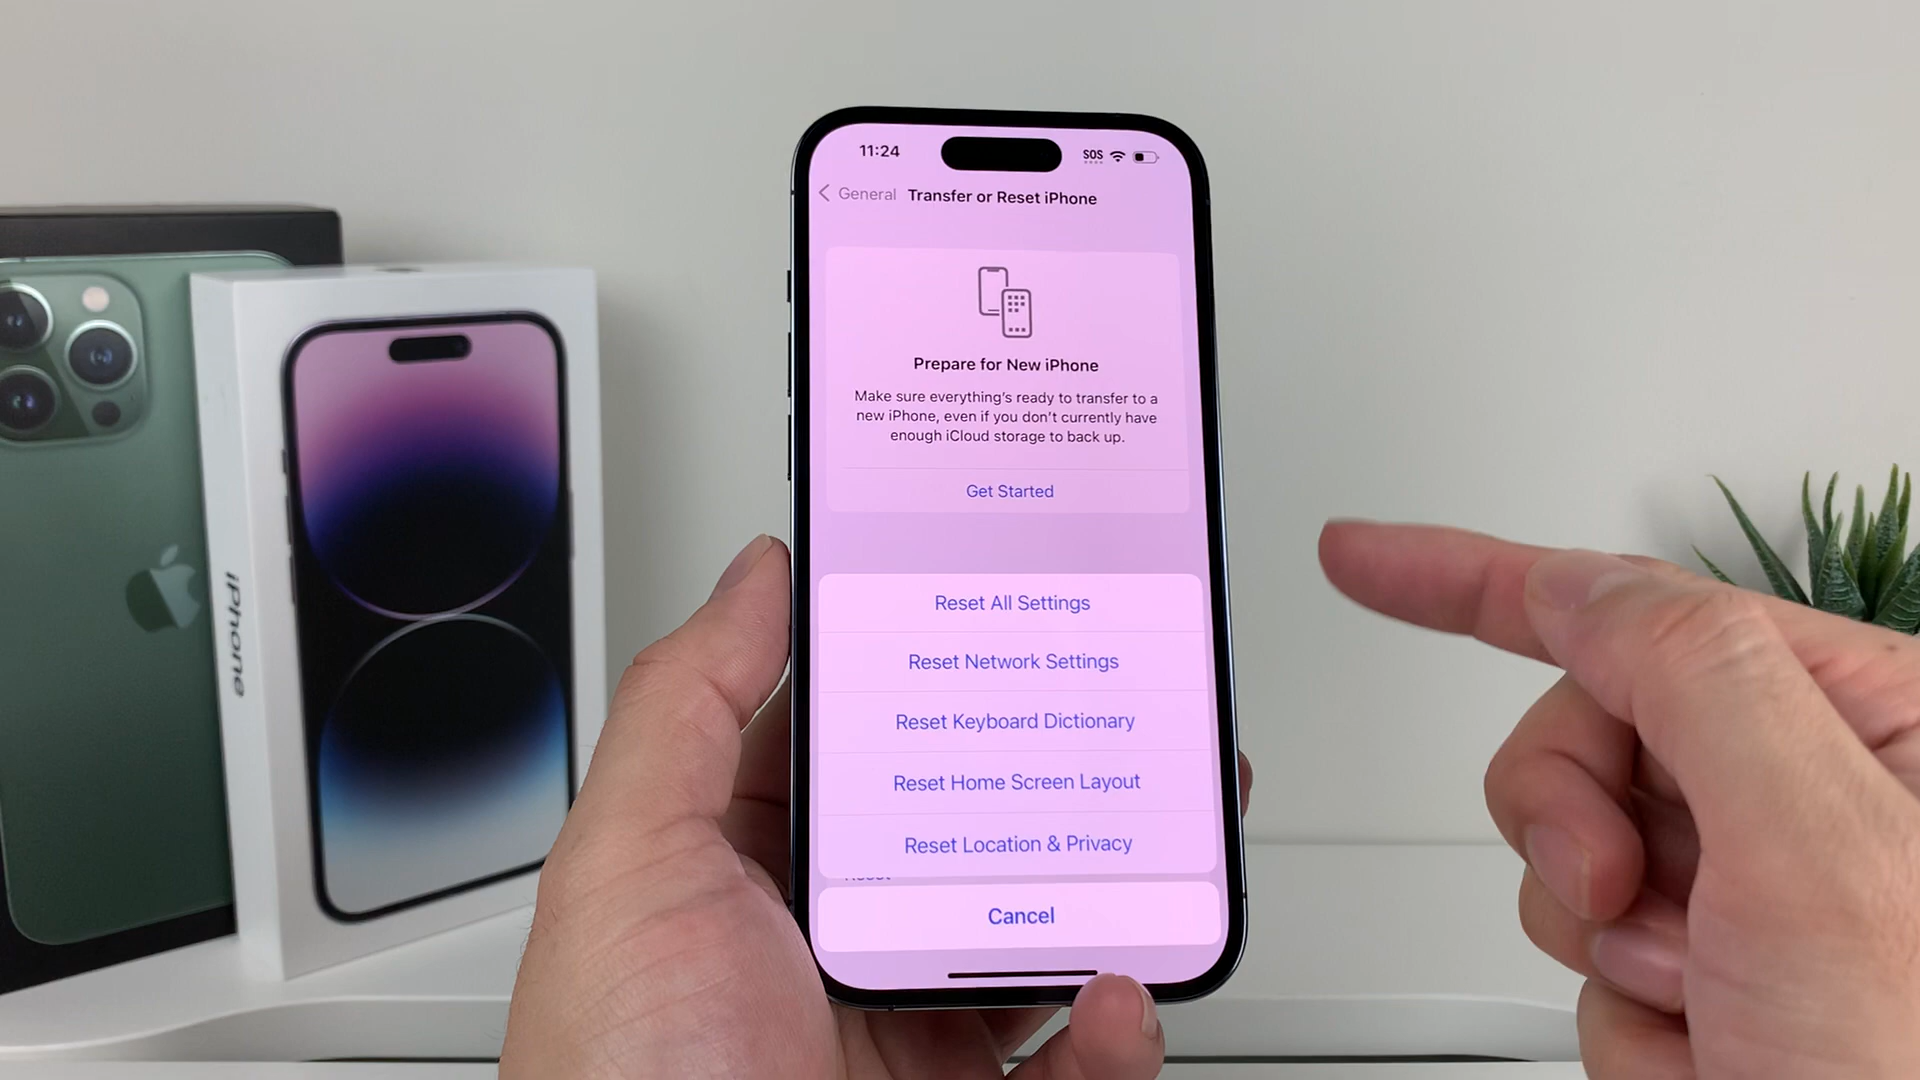 11:24
SOS
General
Transfer or Reset iPhone
Prepare for New iPhone
Make sure everything's ready to transfer to a
new iPhone, even if you don't currently have
enough iCloud storage to back up.
Get Started
Reset All Settings
Reset Network Settings
Reset Keyboard Dictionary
Reset Home Screen Layout
Reset Location & Privacy
Cancel
iPhone